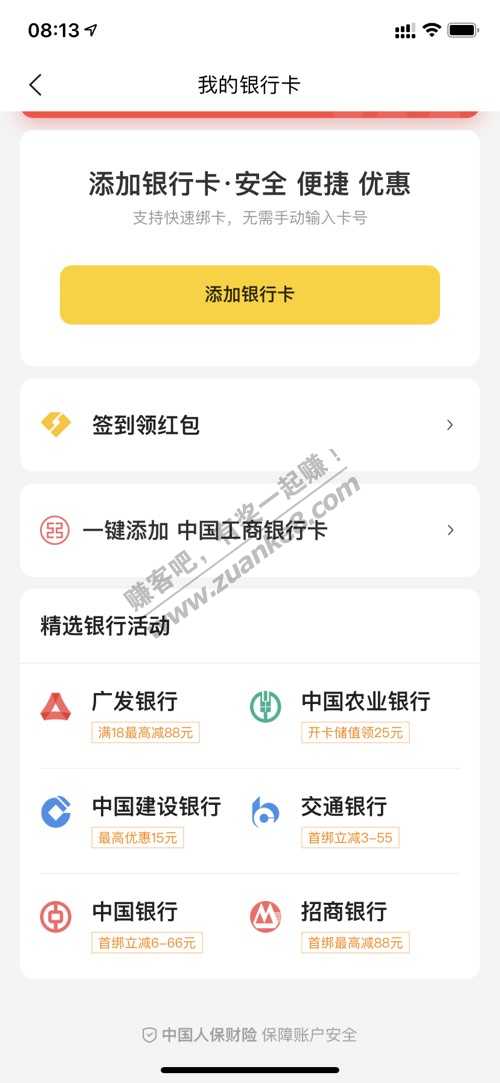 08:13
我的银行卡
添加银行卡·安全 便捷 优惠
支持快速绑卡，无需手动输入卡号
添加银行卡
签到领红包
一键添加 中国工商银行卡
赚客吧，有奖一起赚！
www.zuanke8.com
精选银行活动
广发银行
满18最高减88元
中国农业银行
开卡储值领25元
中国建设银行
最高优惠15元
交通银行
首绑立减3-55
中国银行
首绑立减6-66元
招商银行
首绑最高减88元
中国人保财险 保障账户安全